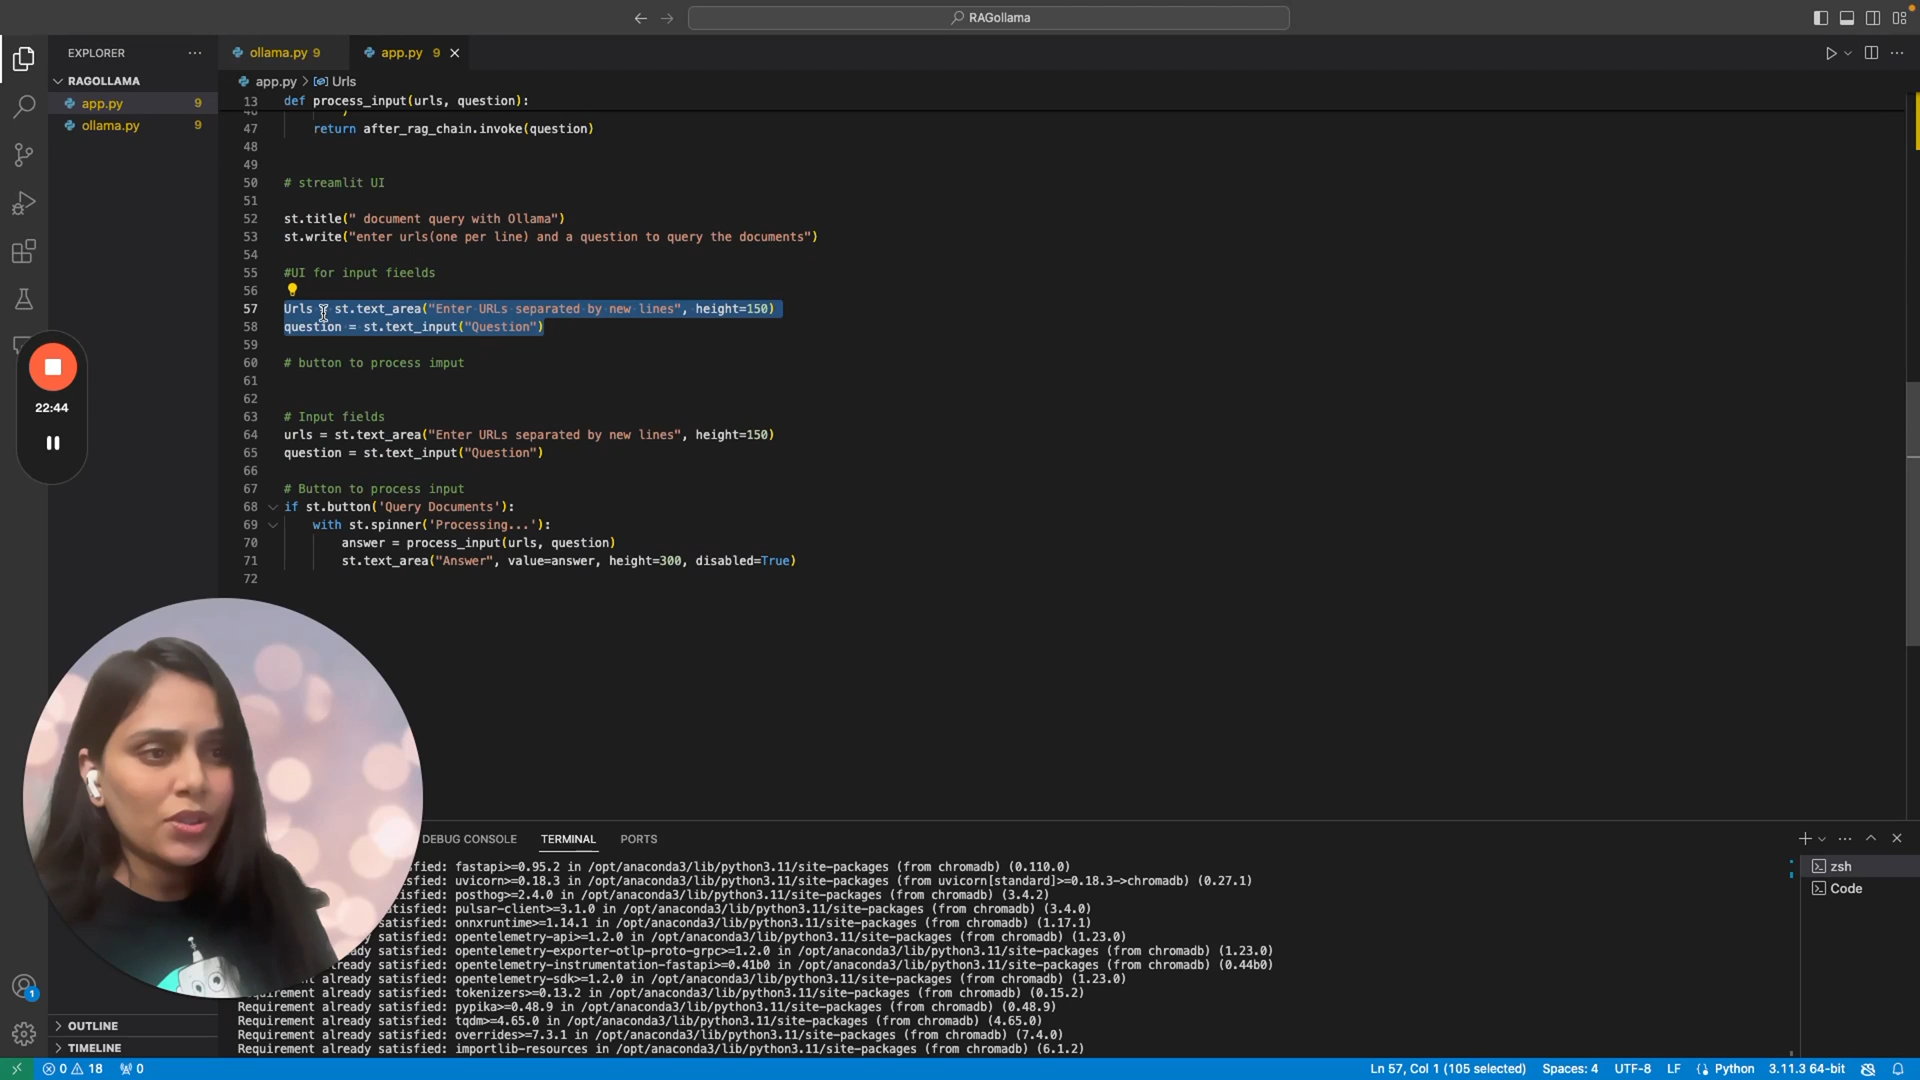 RAGollama
EXPLORER
RAGOLLAMA
app.py 9
ollama.py 9
OUTLINE
TIMELINE
22:44
ollama.py 9
app.py 9
app.py > Urls
13 def process_input(urls, question):
47 return after_rag_chain.invoke(question)
48
49
50 # streamlit UI
51
52 st.title(" document query with Ollama")
53 st.write("enter urls(one per line) and a question to query the documents")
54
55 #UI for input fieelds
56
57 Urls = st.text_area("Enter URLs separated by new lines", height=150)
58 question = st.text_input("Question")
59
60 # button to process imput
61
62
63 # Input fields
64 urls = st.text_area("Enter URLs separated by new lines", height=150)
65 question = st.text_input("Question")
66
67 # Button to process input
68 if st.button('Query Documents'):
69 with st.spinner('Processing...'):
70 answer = process_input(urls, question)
71 st.text_area("Answer", value=answer, height=300, disabled=True)
72
DEBUG CONSOLE TERMINAL PORTS
zsh
Code
satisfied: fastapi>=0.95.2 in /opt/anaconda3/lib/python3.11/site-packages (from chromadb) (0.110.0)
satisfied: uvicorn>=0.18.3 in /opt/anaconda3/lib/python3.11/site-packages (from uvicorn[standard]>=0.18.3->chromadb) (0.27.1)
satisfied: posthog>=2.4.0 in /opt/anaconda3/lib/python3.11/site-packages (from chromadb) (3.4.2)
satisfied: pulsar-client>=3.1.0 in /opt/anaconda3/lib/python3.11/site-packages (from chromadb) (3.4.0)
satisfied: onnxruntime>=1.14.1 in /opt/anaconda3/lib/python3.11/site-packages (from chromadb) (1.17.1)
satisfied: opentelemetry-api>=1.2.0 in /opt/anaconda3/lib/python3.11/site-packages (from chromadb) (1.23.0)
satisfied: opentelemetry-exporter-otlp-proto-grpc>=1.2.0 in /opt/anaconda3/lib/python3.11/site-packages (from chromadb) (1.23.0)
satisfied: opentelemetry-instrumentation-fastapi>=0.41b0 in /opt/anaconda3/lib/python3.11/site-packages (from chromadb) (0.44b0)
already satisfied: opentelemetry-sdk>=1.2.0 in /opt/anaconda3/lib/python3.11/site-packages (from chromadb) (1.23.0)
Requirement already satisfied: tokenizers>=0.13.2 in /opt/anaconda3/lib/python3.11/site-packages (from chromadb) (0.15.2)
Requirement already satisfied: pypika>=0.48.9 in /opt/anaconda3/lib/python3.11/site-packages (from chromadb) (0.48.9)
Requirement already satisfied: tqdm>=4.65.0 in /opt/anaconda3/lib/python3.11/site-packages (from chromadb) (4.65.0)
Requirement already satisfied: overrides>=7.3.1 in /opt/anaconda3/lib/python3.11/site-packages (from chromadb) (7.4.0)
Requirement already satisfied: importlib-resources in /opt/anaconda3/lib/python3.11/site-packages (from chromadb) (6.1.2)
1
0 18 0 Ln 57, Col 1 (105 selected) Spaces: 4 UTF-8 LF Python 3.11.3 64-bit